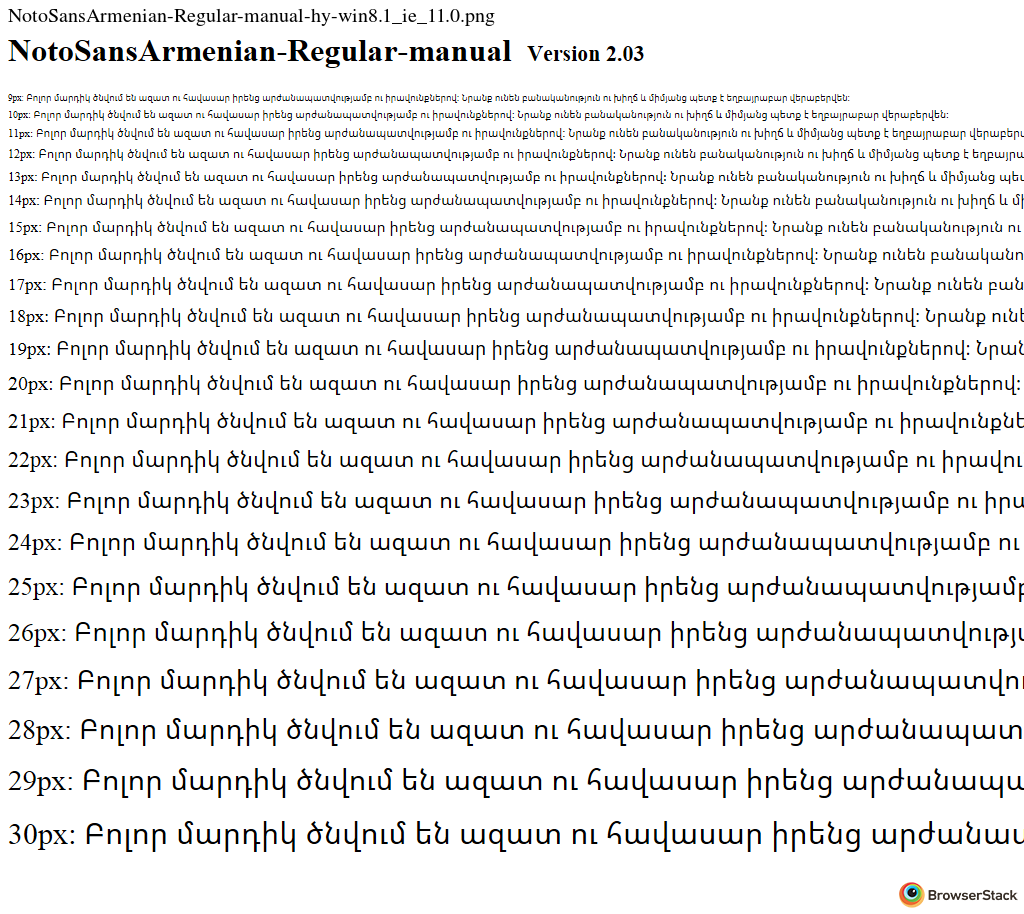 NotoSansArmenian-Regular-manual-hy-win8.1_ie_11.0.png
NotoSansArmenian-Regular-manual Version 2.03
9px: Բոլոր մարդիկ ծնվում են ազատ ու հավասար իրենց արժանապատվությամբ ու իրավունքներով։ Նրանք ունեն բանականություն ու խիղճ և միմյանց պետք է եղբայրաբար վերաբերվեն։
10px: Բոլոր մարդիկ ծնվում են ազատ ու հավասար իրենց արժանապատվությամբ ու իրավունքներով։ Նրանք ունեն բանականություն ու խիղճ և միմյանց պետք է եղբայրաբար վերաբերվեն։
11px: Բոլոր մարդիկ ծնվում են ազատ ու հավասար իրենց արժանապատվությամբ ու իրավունքներով։ Նրանք ունեն բանականություն ու խիղճ և միմյանց պետք է եղբայրաբար վերաբերւ
12px: Բոլոր մարդիկ ծնվում են ազատ ու հավասար իրենց արժանապատվությամբ ու իրավունքներով։ Նրանք ունեն բանականություն ու խիղճ և միմյանց պետք է եղբայրա
13px: Բոլոր մարդիկ ծնվում են ազատ ու հավասար իրենց արժանապատվությամբ ու իրավունքներով։ Նրանք ունեն բանականություն ու խիղճ և միմյանց պետ
14px: Բոլոր մարդիկ ծնվում են ազատ ու հավասար իրենց արժանապատվությամբ ու իրավունքներով։ Նրանք ունեն բանականություն ու խիղճ և մի
15px: Բոլոր մարդիկ ծնվում են ազատ ու հավասար իրենց արժանապատվությամբ ու իրավունքներով։ Նրանք ունեն բանականություն ու
16px: Բոլոր մարդիկ ծնվում են ազատ ու հավասար իրենց արժանապատվությամբ ու իրավունքներով։ Նրանք ունեն բանականո
17px: Բոլոր մարդիկ ծնվում են ազատ ու հավասար իրենց արժանապատվությամբ ու իրավունքներով։ Նրանք ունեն բան
18px: Բոլոր մարդիկ ծնվում են ազատ ու հավասար իրենց արժանապատվությամբ ու իրավունքներով։ Նրանք ունե
19px: Բոլոր մարդիկ ծնվում են ազատ ու հավասար իրենց արժանապատվությամբ ու իրավունքներով։ Նրան
20px: Բոլոր մարդիկ ծնվում են ազատ ու հավասար իրենց արժանապատվությամբ ու իրավունքներով։
21px: Բոլոր մարդիկ ծնվում են ազատ ու հավասար իրենց արժանապատվությամբ ու իրավունքնե
22px: Բոլոր մարդիկ ծնվում են ազատ ու հավասար իրենց արժանապատվությամբ ու իրավու
23px: Բոլոր մարդիկ ծնվում են ազատ ու հավասար իրենց արժանապատվությամբ ու իրա
24px: Բոլոր մարդիկ ծնվում են ազատ ու հավասար իրենց արժանապատվությամբ ու
25px: Բոլոր մարդիկ ծնվում են ազատ ու հավասար իրենց արժանապատվությամբ
26px: Բոլոր մարդիկ ծնվում են ազատ ու հավասար իրենց արժանապատվությ
27px: Բոլոր մարդիկ ծնվում են ազատ ու հավասար իրենց արժանապատվու
28px: Բոլոր մարդիկ ծնվում են ազատ ու հավասար իրենց արժանապատ
29px: Բոլոր մարդիկ ծնվում են ազատ ու հավասար իրենց արժանապա
30px: Բոլոր մարդիկ ծնվում են ազատ ու հավասար իրենց արժանա
BrowserStack